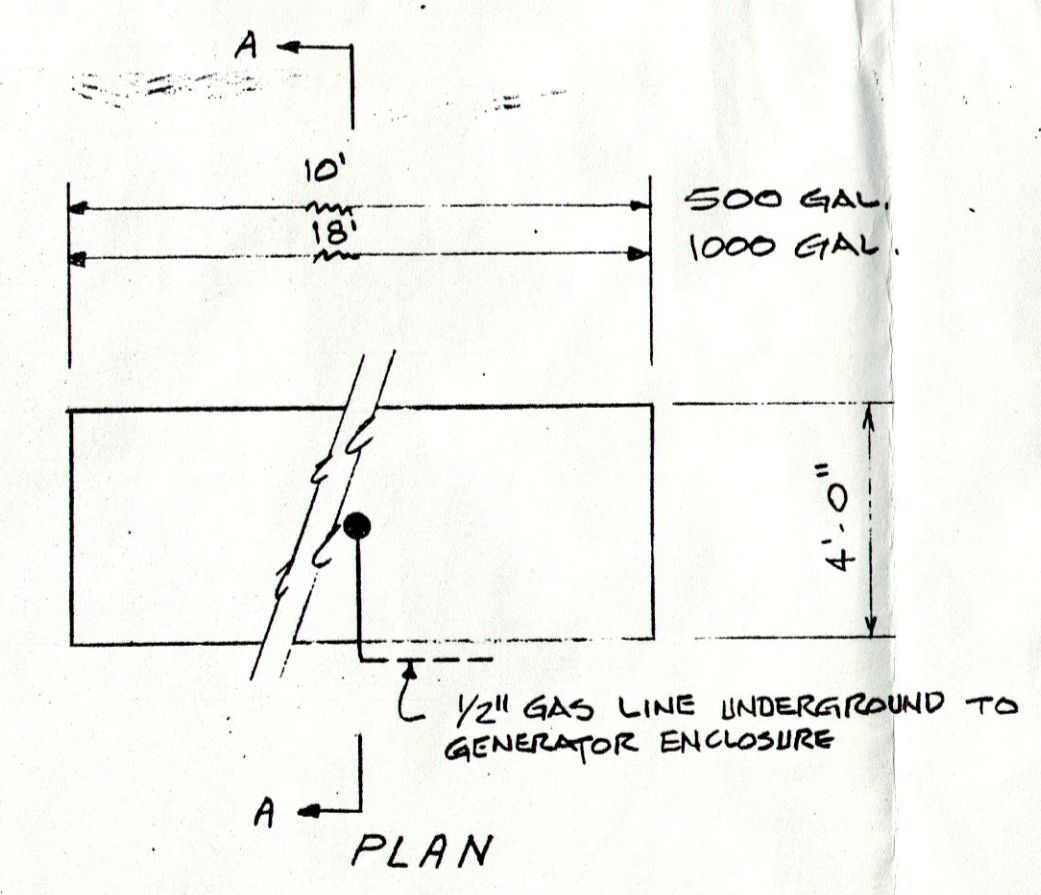 A
10'
500 GAL.
18'
1000 GAL.
4'-0"
1/2" GAS LINE UNDERGROUND TO
GENERATOR ENCLOSURE
A
PLAN